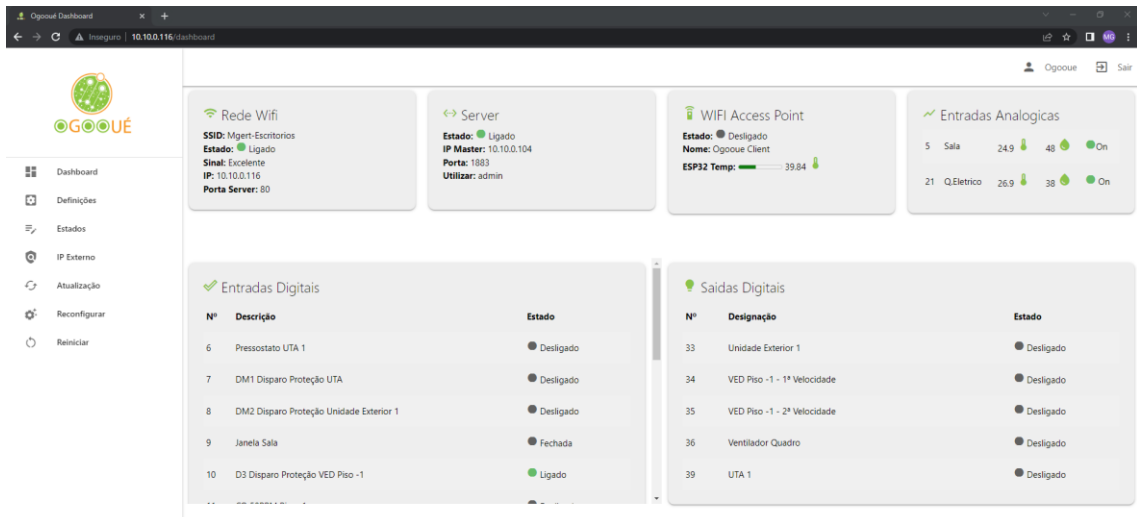 Ogooué Dashboard
Inseguro | 10.10.0.116/dashboard
MG
Ogooue Sair
OGOOUÉ
Dashboard
Definições
Estados
IP Externo
Atualização
Reconfigurar
Reiniciar
Rede Wifi
SSID: Mgert-Escritorios
Estado: Ligado
Sinal: Excelente
IP: 10.10.0.116
Porta Server: 80
Server
Estado: Ligado
IP Master: 10.10.0.104
Porta: 1883
Utilizar: admin
WIFI Access Point
Estado: Desligado
Nome: Ogooue Client
ESP32 Temp: 39.84
Entradas Analogicas
5 Sala 24.9 48 On
21 Q.Eletrico 26.9 38 On
Entradas Digitais
Nº Descrição Estado
6 Pressostato UTA 1 Desligado
7 DM1 Disparo Proteção UTA Desligado
8 DM2 Disparo Proteção Unidade Exterior 1 Desligado
9 Janela Sala Fechada
10 D3 Disparo Proteção VED Piso -1 Ligado
Saidas Digitais
Nº Designação Estado
33 Unidade Exterior 1 Desligado
34 VED Piso -1 - 1ª Velocidade Desligado
35 VED Piso -1 - 2ª Velocidade Desligado
36 Ventilador Quadro Desligado
39 UTA 1 Desligado